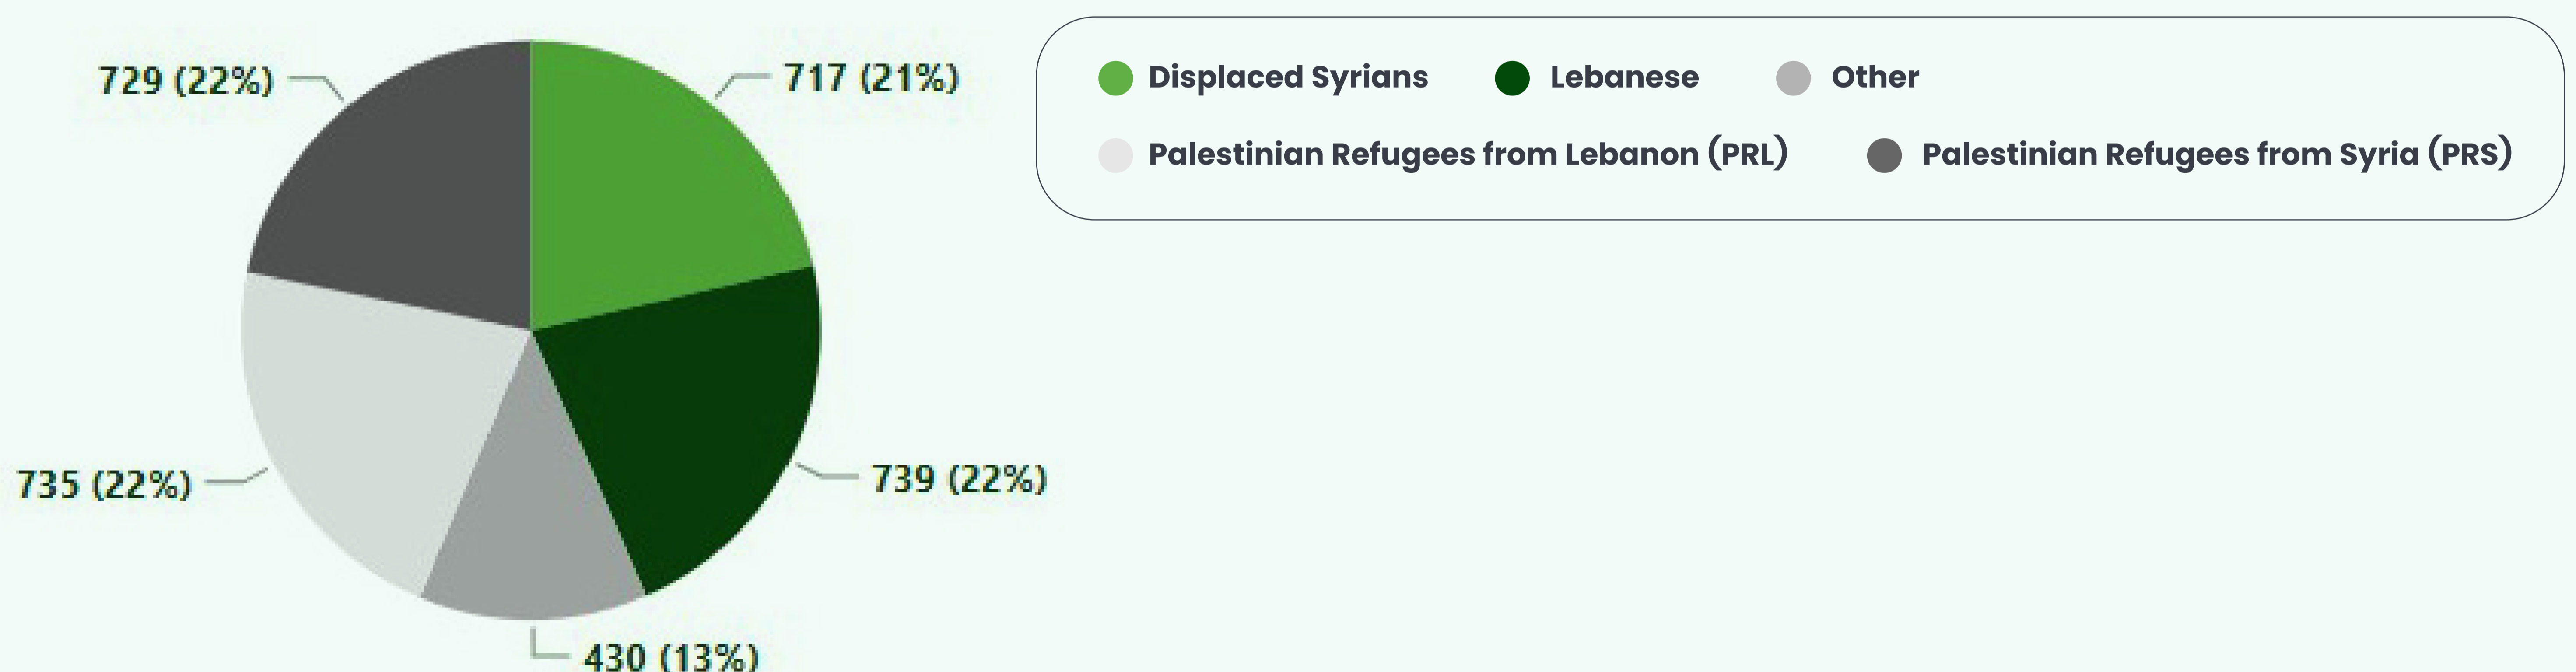 729 (22%)
717 (21%)
735 (22%)
739 (22%)
430 (13%)
Displaced Syrians
Lebanese
Other
Palestinian Refugees from Lebanon (PRL)
Palestinian Refugees from Syria (PRS)